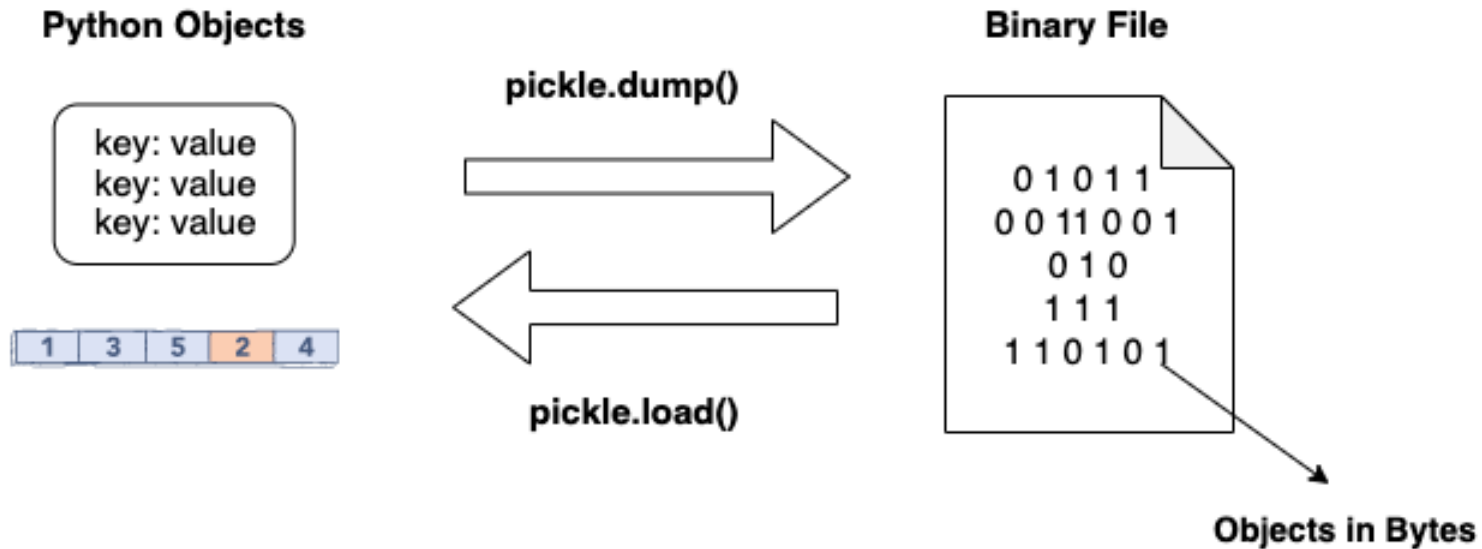 Python Objects
Binary File
pickle.dump()
key: value
key: value
key: value
0 1 0 1 1
0 0 11 0 0 1
0 1 0
1 1 1
1 1 0 1 0 1
1 3 5 2 4
pickle.load()
Objects in Bytes